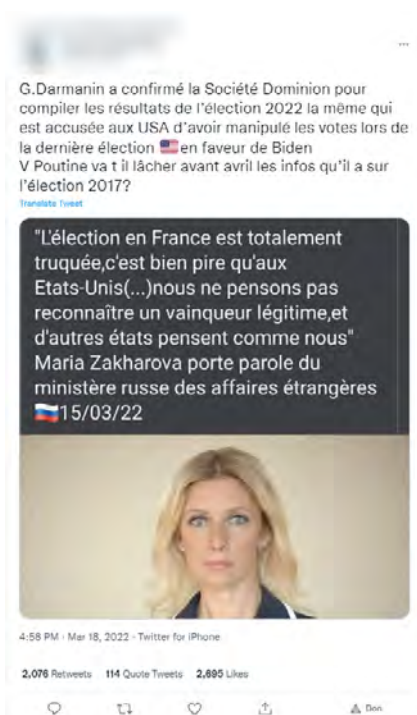 G.Darmanin a confirmé la Société Dominion pour
compiler les résultats de l'élection 2022 la même qui
est accusée aux USA d'avoir manipulé les votes lors de
la dernière élection 🇺🇸en faveur de Biden
V Poutine va t il lâcher avant avril les infos qu'il a sur
l'élection 2017?
Translate Tweet
"L'élection en France est totalement
truquée,c'est bien pire qu'aux
Etats-Unis(...)nous ne pensons pas
reconnaître un vainqueur légitime,et
d'autres états pensent comme nous"
Maria Zakharova porte parole du
ministère russe des affaires étrangères
🇷🇺15/03/22
4:58 PM · Mar 18, 2022 · Twitter for iPhone
2,076 Retweets 114 Quote Tweets 2,695 Likes
Don